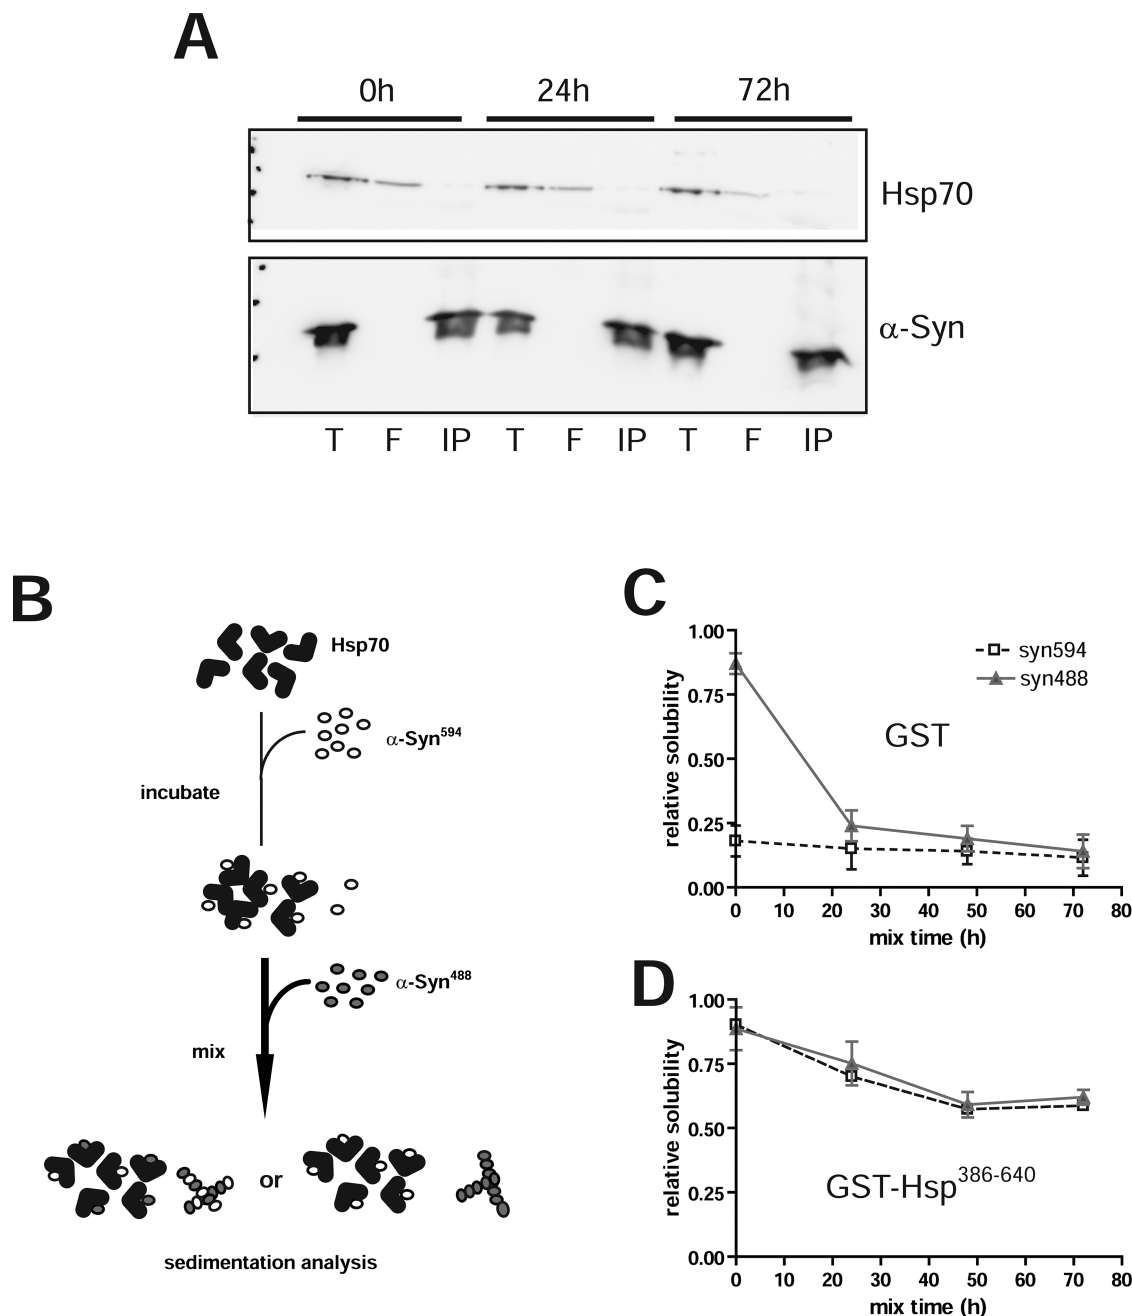 A
0h 24h 72h
Hsp70
α-Syn
T F IP T F IP T F IP
B
Hsp70
α-Syn594
incubate
α-Syn488
mix
or
sedimentation analysis
C
1.00
0.75
0.50
0.25
0.00
relative solubility
syn594
syn488
GST
0 10 20 30 40 50 60 70 80
mix time (h)
D
1.00
0.75
0.50
0.25
0.00
relative solubility
GST-Hsp386-640
0 10 20 30 40 50 60 70 80
mix time (h)